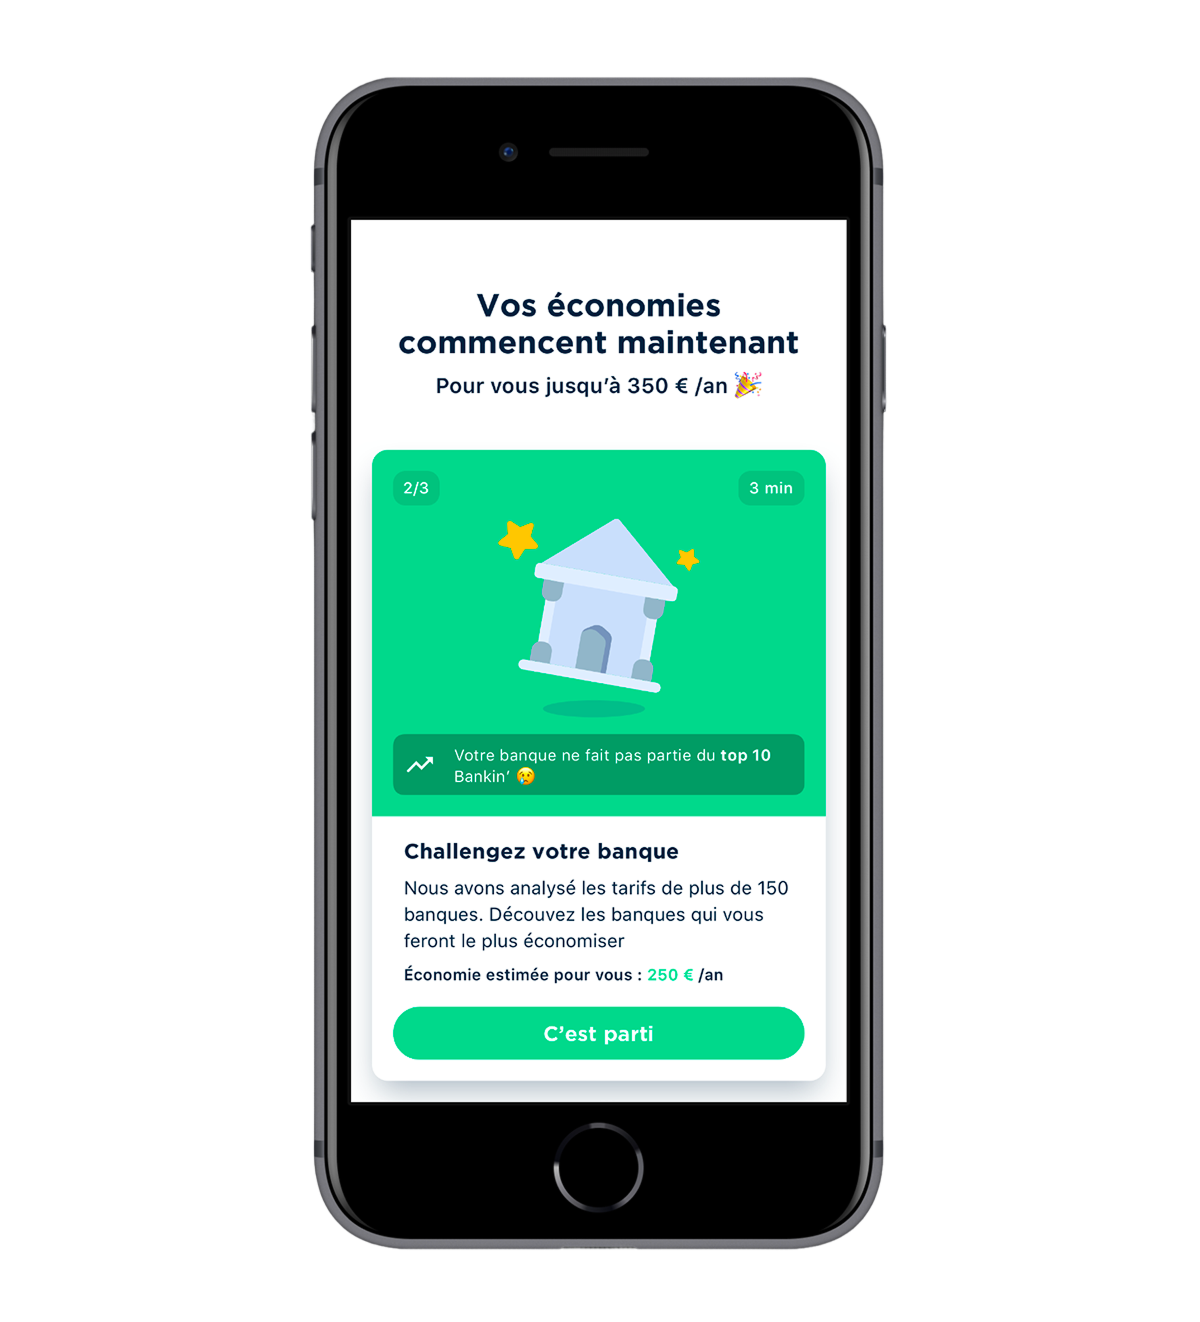 Vos économies
commencent maintenant
Pour vous jusqu’à 350 € /an 🎉
2/3
3 min
Votre banque ne fait pas partie du top 10
Bankin’ 😢
Challengez votre banque
Nous avons analysé les tarifs de plus de 150
banques. Découvez les banques qui vous
feront le plus économiser
Économie estimée pour vous : 250 € /an
C’est parti